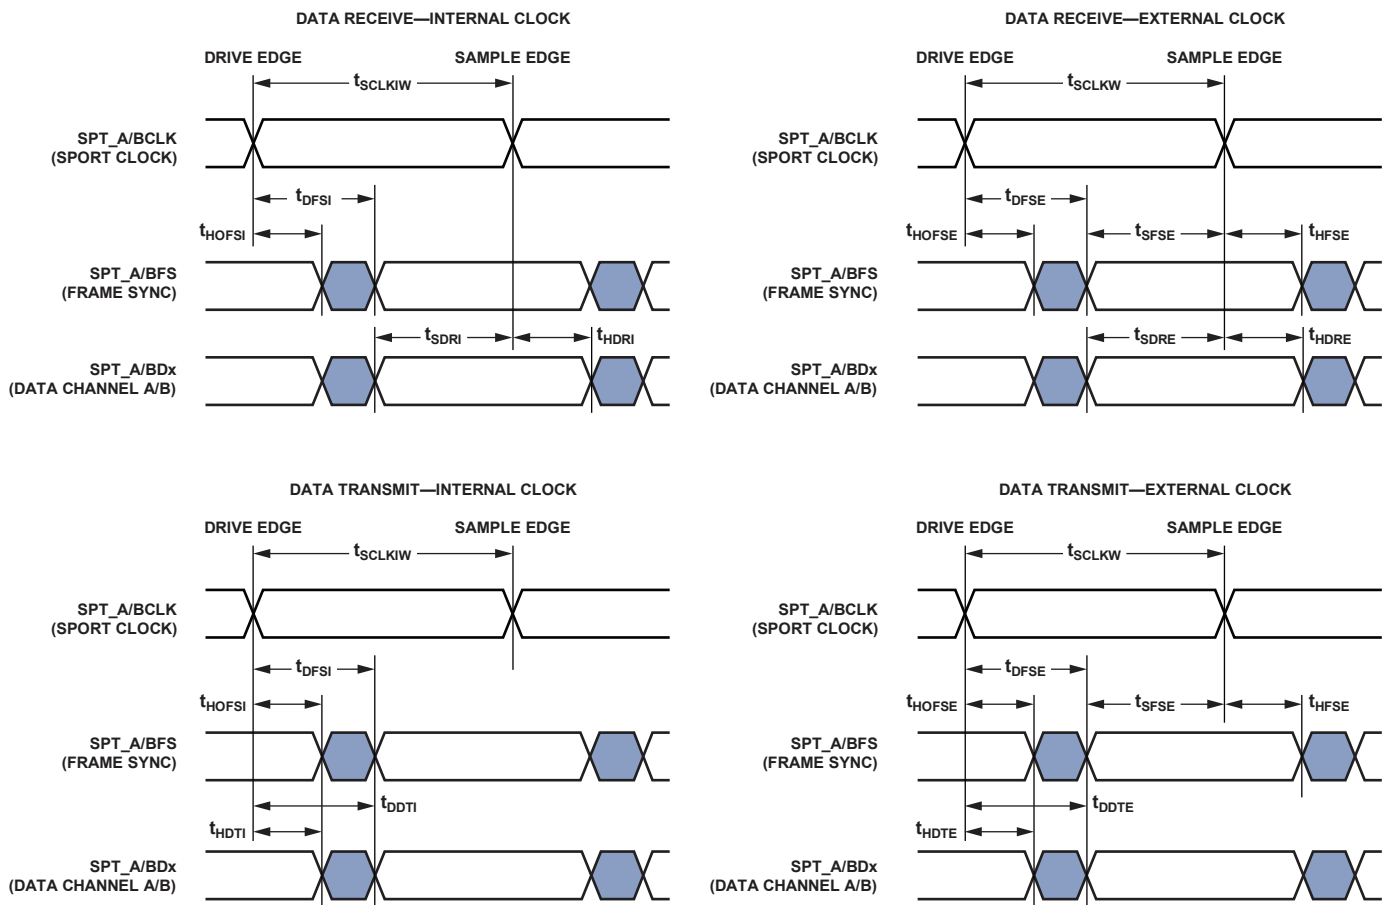 DATA RECEIVE—INTERNAL CLOCK
DRIVE EDGE
SAMPLE EDGE
tSCLKIW
SPT_A/BCLK
(SPORT CLOCK)
tDFSI
tHOFSI
SPT_A/BFS
(FRAME SYNC)
tSDRI
tHDRI
SPT_A/BDx
(DATA CHANNEL A/B)
DATA RECEIVE—EXTERNAL CLOCK
DRIVE EDGE
SAMPLE EDGE
tSCLKW
SPT_A/BCLK
(SPORT CLOCK)
tDFSE
tHOFSE
tSFSE
tHFSE
SPT_A/BFS
(FRAME SYNC)
tSDRE
tHDRE
SPT_A/BDx
(DATA CHANNEL A/B)
DATA TRANSMIT—INTERNAL CLOCK
DRIVE EDGE
SAMPLE EDGE
tSCLKIW
SPT_A/BCLK
(SPORT CLOCK)
tDFSI
tHOFSI
SPT_A/BFS
(FRAME SYNC)
tDDTI
tHDTI
SPT_A/BDx
(DATA CHANNEL A/B)
DATA TRANSMIT—EXTERNAL CLOCK
DRIVE EDGE
SAMPLE EDGE
tSCLKW
SPT_A/BCLK
(SPORT CLOCK)
tDFSE
tHOFSE
tSFSE
tHFSE
SPT_A/BFS
(FRAME SYNC)
tDDTE
tHDTE
SPT_A/BDx
(DATA CHANNEL A/B)